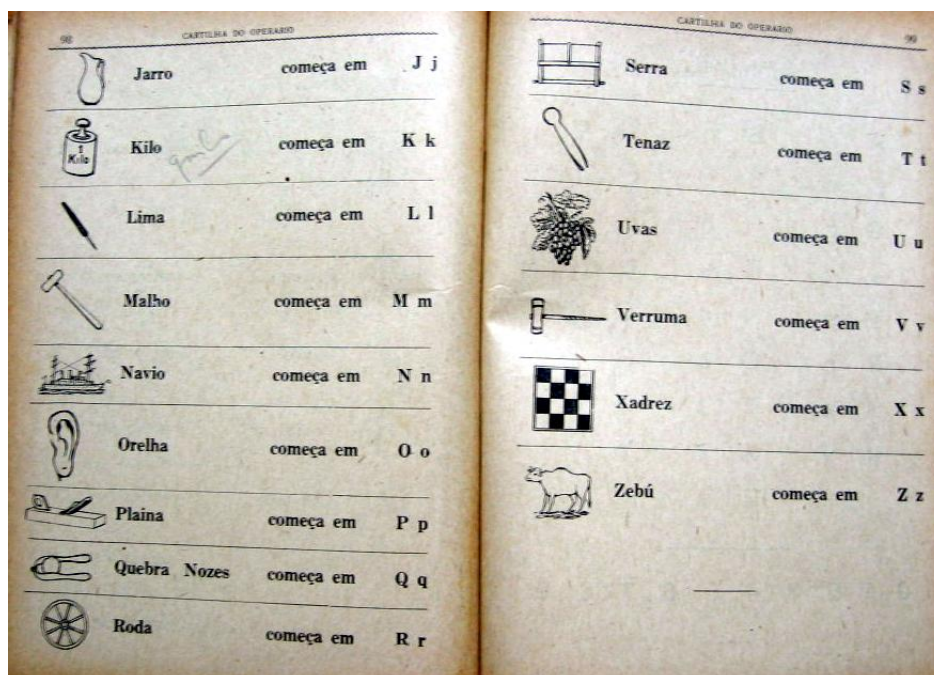 98
CARTILHA DO OPERARIO
Jarro começa em J j
1 Kilo
Kilo começa em K k
Lima começa em L l
Malho começa em M m
Navio começa em N n
Orelha começa em O o
Plaina começa em P p
Quebra Nozes começa em Q q
Roda começa em R r
CARTILHA DO OPERARIO
99
Serra começa em S s
Tenaz começa em T t
Uvas começa em U u
Verruma começa em V v
Xadrez começa em X x
Zebú começa em Z z